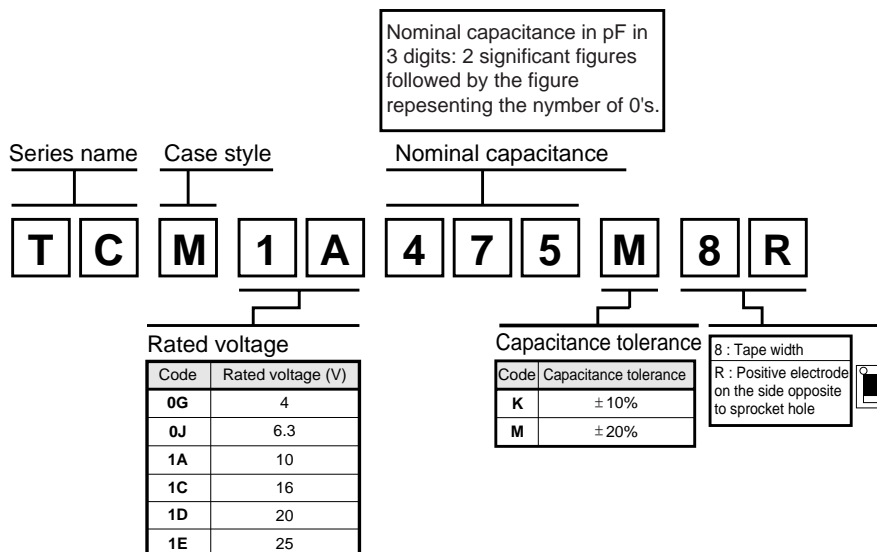 Nominal capacitance in pF in
3 digits: 2 significant figures
followed by the figure
repesenting the nymber of 0's.
Series name Case style Nominal capacitance
T C M 1 A 4 7 5 M 8 R
Rated voltage
Code Rated voltage (V)
0G 4
0J 6.3
1A 10
1C 16
1D 20
1E 25
Capacitance tolerance
Code Capacitance tolerance
K ±10%
M ±20%
8 : Tape width
R : Positive electrode
on the side opposite
to sprocket hole